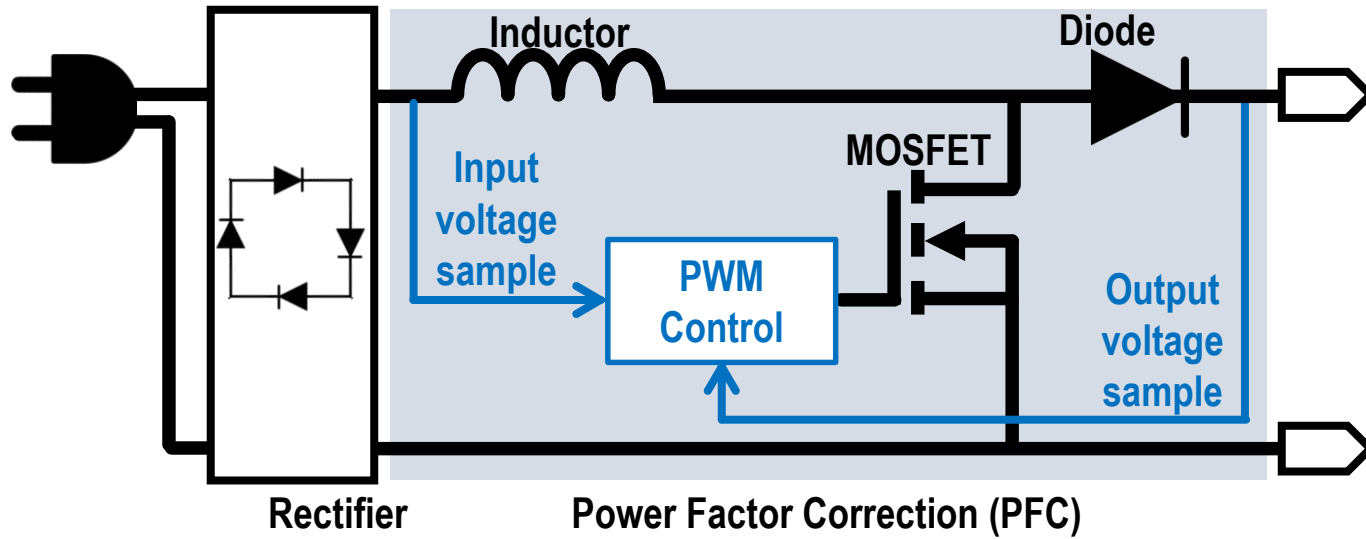 Inductor
Diode
MOSFET
Input
voltage
sample
PWM
Control
Output
voltage
sample
Rectifier
Power Factor Correction (PFC)